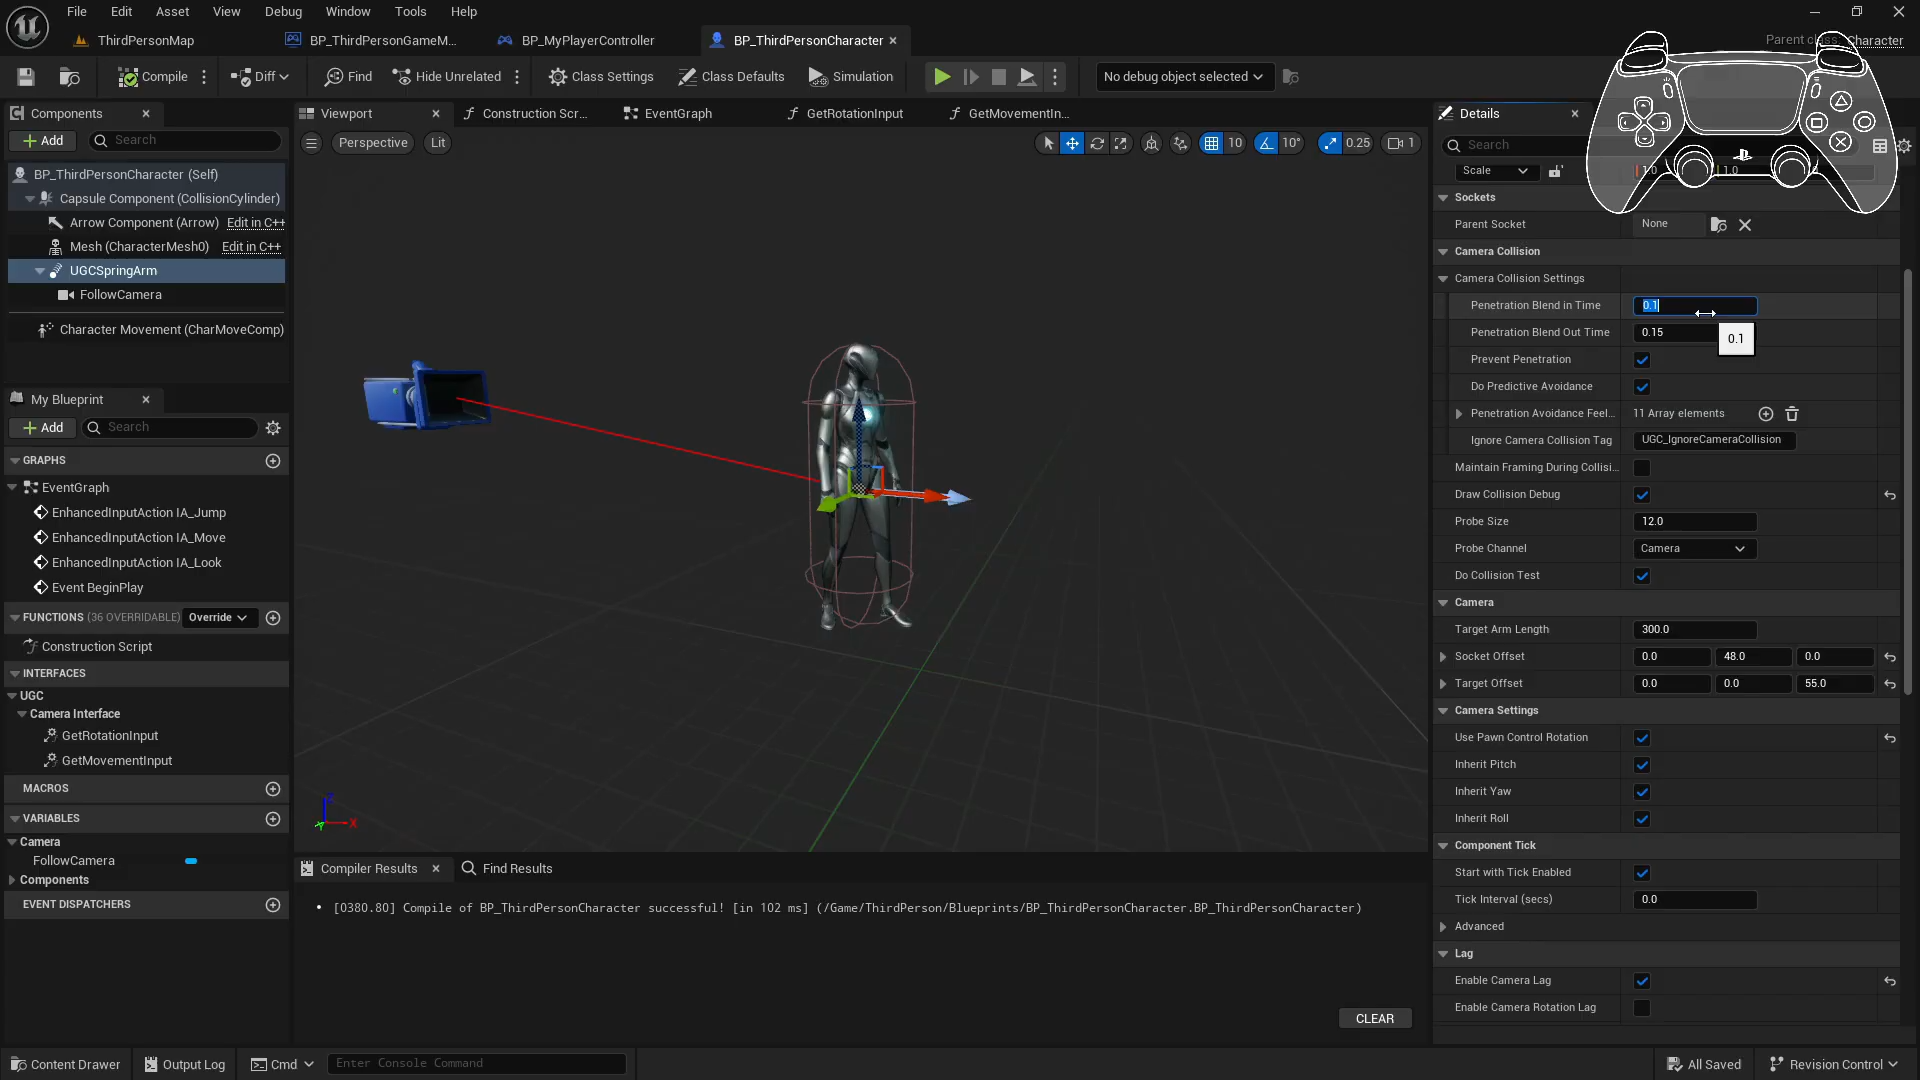 File Edit Asset View Debug Window Tools Help
ThirdPersonMap BP_ThirdPersonGameM... BP_MyPlayerController BP_ThirdPersonCharacter
Character
Compile Diff Find Hide Unrelated Class Settings Class Defaults Simulation No debug object selected
Components
Add Search
BP_ThirdPersonCharacter (Self)
Capsule Component (CollisionCylinder)
Arrow Component (Arrow) Edit in C++
Mesh (CharacterMesh0) Edit in C++
UGCSpringArm
FollowCamera
Character Movement (CharMoveComp)
My Blueprint
Add Search
GRAPHS
EventGraph
EnhancedInputAction IA_Jump
EnhancedInputAction IA_Move
EnhancedInputAction IA_Look
Event BeginPlay
FUNCTIONS (36 OVERRIDABLE) Override
Construction Script
INTERFACES
UGC
Camera Interface
GetRotationInput
GetMovementInput
MACROS
VARIABLES
Camera
FollowCamera
Components
EVENT DISPATCHERS
Viewport Construction Scr... EventGraph GetRotationInput GetMovementIn...
Perspective Lit 10 10° 0.25 1
Z
X
Y
Compiler Results Find Results
[0380.80] Compile of BP_ThirdPersonCharacter successful! [in 102 ms] (/Game/ThirdPerson/Blueprints/BP_ThirdPersonCharacter.BP_ThirdPersonCharacter)
CLEAR
Details
Search
Scale 1.0 1.0
Sockets
Parent Socket None
Camera Collision
Camera Collision Settings
Penetration Blend in Time 0.1
Penetration Blend Out Time 0.15
0.1
Prevent Penetration
Do Predictive Avoidance
Penetration Avoidance Feel... 11 Array elements
Ignore Camera Collision Tag UGC_IgnoreCameraCollision
Maintain Framing During Collisi...
Draw Collision Debug
Probe Size 12.0
Probe Channel Camera
Do Collision Test
Camera
Target Arm Length 300.0
Socket Offset 0.0 48.0 0.0
Target Offset 0.0 0.0 55.0
Camera Settings
Use Pawn Control Rotation
Inherit Pitch
Inherit Yaw
Inherit Roll
Component Tick
Start with Tick Enabled
Tick Interval (secs) 0.0
Advanced
Lag
Enable Camera Lag
Enable Camera Rotation Lag
Content Drawer Output Log Cmd Enter Console Command All Saved Revision Control